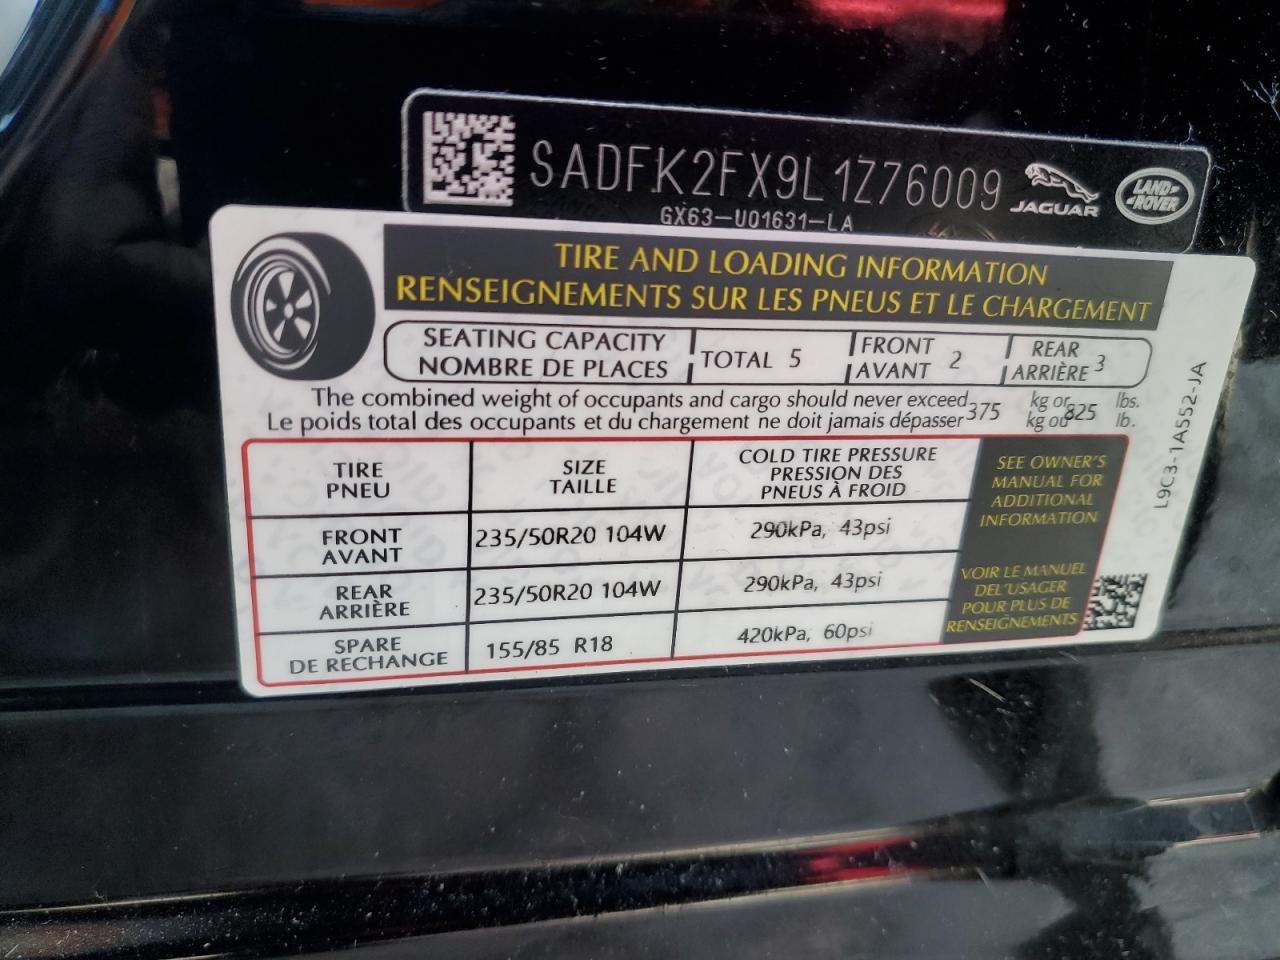 SADFK2FX9L1Z76009
JAGUAR
LAND ROVER
GX63-U01631-LA
TIRE AND LOADING INFORMATION
RENSEIGNEMENTS SUR LES PNEUS ET LE CHARGEMENT
SEATING CAPACITY
NOMBRE DE PLACES
TOTAL 5
FRONT
AVANT 2
REAR
ARRIÈRE 3
The combined weight of occupants and cargo should never exceed 375 kg or 825 lbs.
Le poids total des occupants et du chargement ne doit jamais dépasser 375 kg ou 825 lb.
TIRE
PNEU
SIZE
TAILLE
COLD TIRE PRESSURE
PRESSION DES
PNEUS À FROID
FRONT
AVANT
235/50R20 104W
290kPa, 43psi
REAR
ARRIÈRE
235/50R20 104W
290kPa, 43psi
SPARE
DE RECHANGE
155/85 R18
420kPa, 60psi
SEE OWNER'S
MANUAL FOR
ADDITIONAL
INFORMATION
VOIR LE MANUEL
DEL'USAGER
POUR PLUS DE
RENSEIGNEMENTS
L9C3-1A552-JA